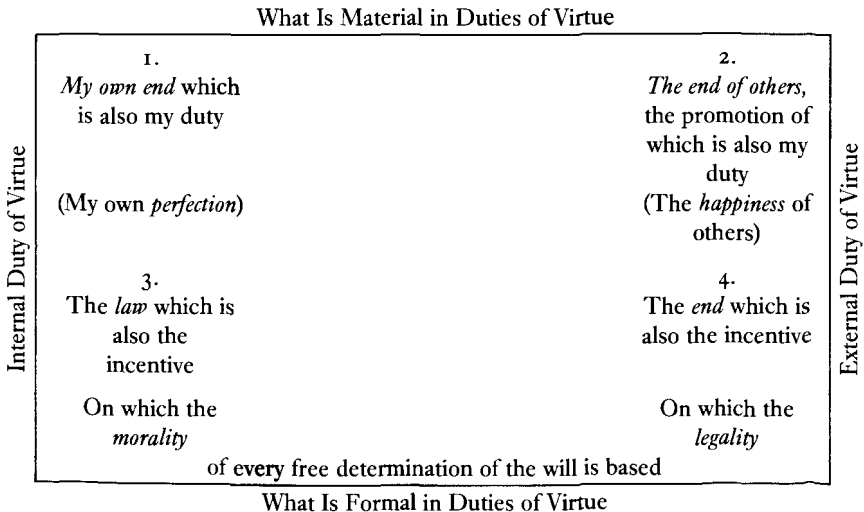 What Is Material in Duties of Virtue
Internal Duty of Virtue
1.
My own end which
is also my duty
(My own perfection)
2.
The end of others,
the promotion of
which is also my
duty
(The happiness of
others)
3.
The law which is
also the
incentive
On which the
morality
4.
The end which is
also the incentive
On which the
legality
of every free determination of the will is based
External Duty of Virtue
What Is Formal in Duties of Virtue